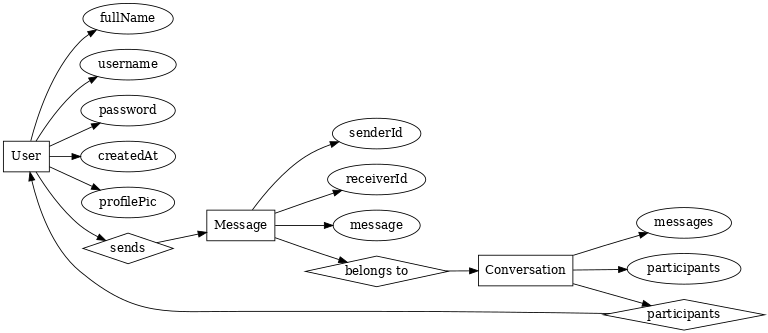 fullName
username
password
createdAt
profilePic
User
sends
Message
senderId
receiverId
message
belongs to
Conversation
messages
participants
participants